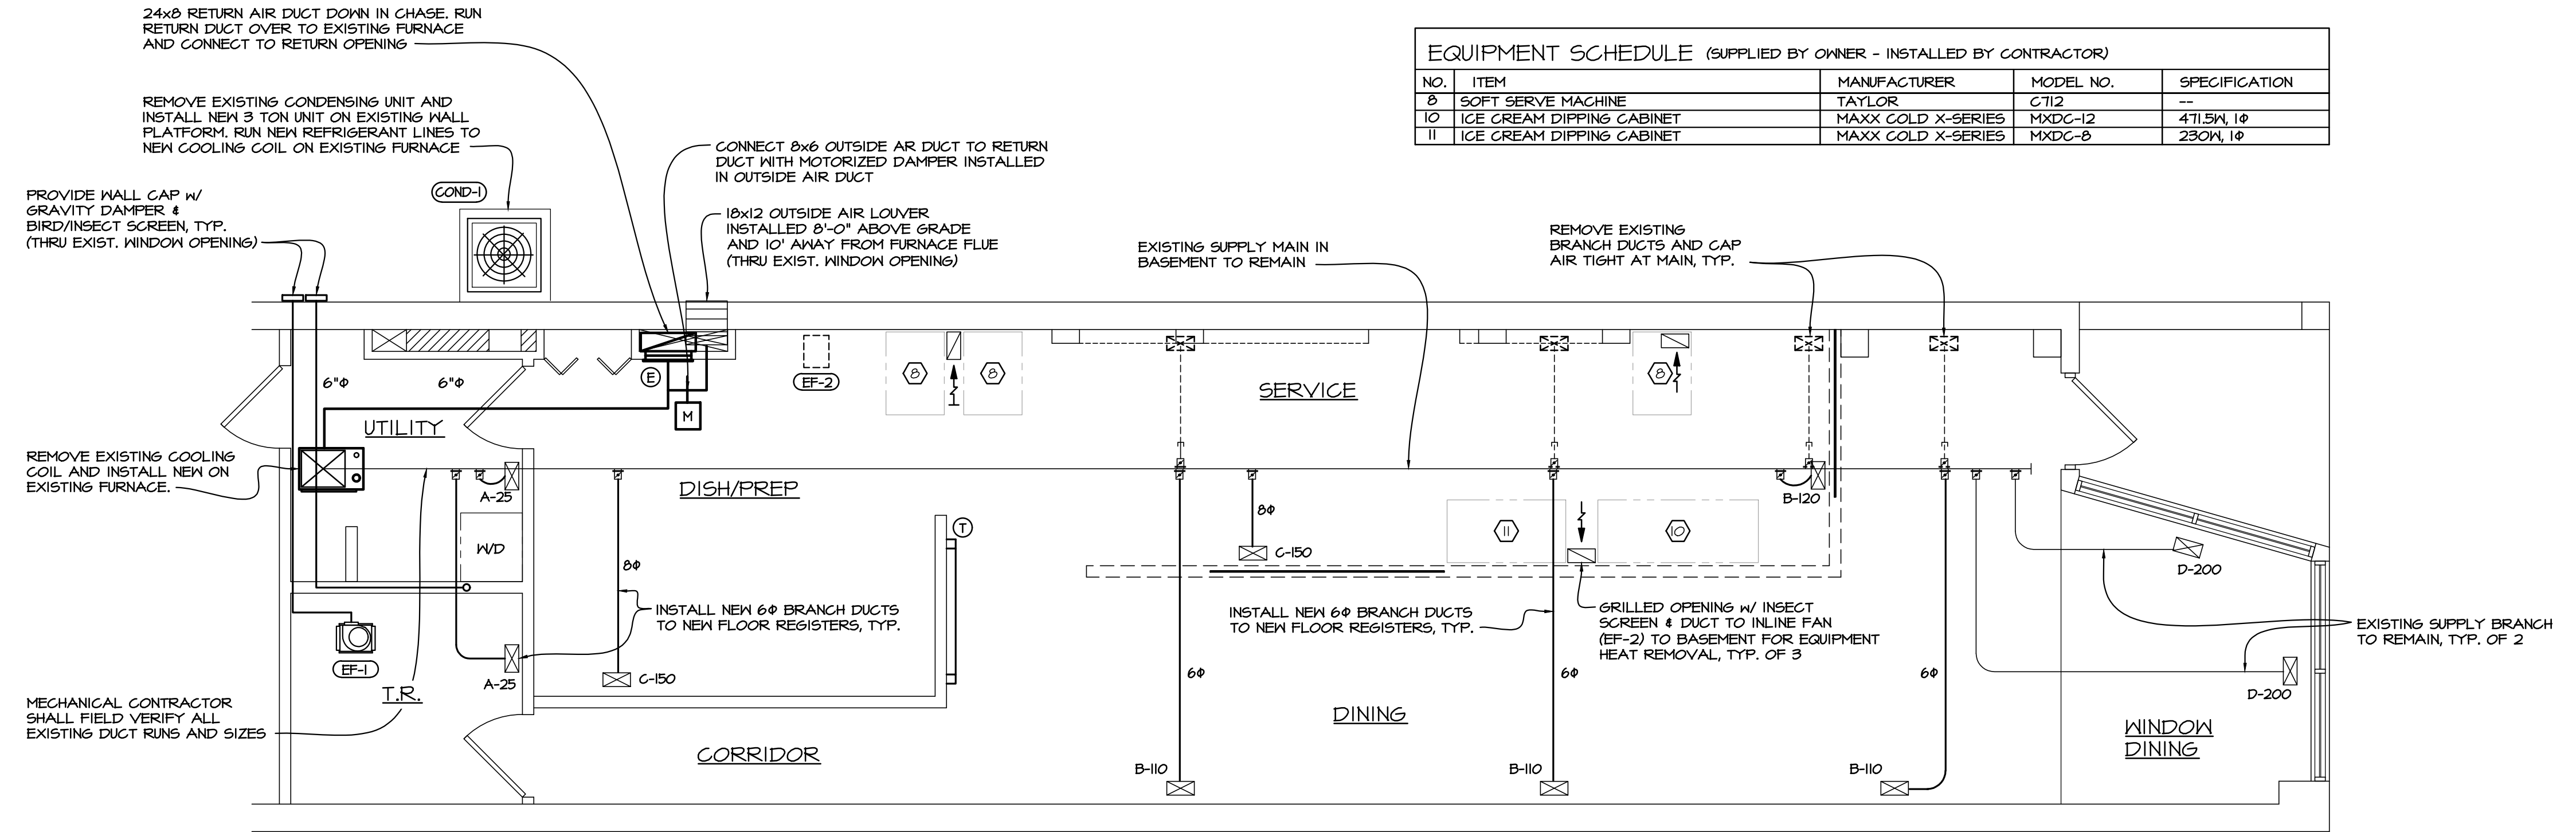 24x8 RETURN AIR DUCT DOWN IN CHASE. RUN
RETURN DUCT OVER TO EXISTING FURNACE
AND CONNECT TO RETURN OPENING
EQUIPMENT SCHEDULE (SUPPLIED BY OWNER - INSTALLED BY CONTRACTOR)
NO. ITEM MANUFACTURER MODEL NO. SPECIFICATION
8 SOFT SERVE MACHINE TAYLOR C712 --
10 ICE CREAM DIPPING CABINET MAXX COLD X-SERIES MXDC-12 471.5W, 1Φ
11 ICE CREAM DIPPING CABINET MAXX COLD X-SERIES MXDC-8 230W, 1Φ
REMOVE EXISTING CONDENSING UNIT AND
INSTALL NEW 3 TON UNIT ON EXISTING WALL
PLATFORM. RUN NEW REFRIGERANT LINES TO
NEW COOLING COIL ON EXISTING FURNACE
CONNECT 8x6 OUTSIDE AR DUCT TO RETURN
DUCT WITH MOTORIZED DAMPER INSTALLED
IN OUTSIDE AIR DUCT
COND-1
PROVIDE WALL CAP W/
GRAVITY DAMPER &
BIRD/INSECT SCREEN, TYP.
(THRU EXIST. WINDOW OPENING)
18x12 OUTSIDE AIR LOUVER
INSTALLED 8'-0" ABOVE GRADE
AND 10' AWAY FROM FURNACE FLUE
(THRU EXIST. WINDOW OPENING)
EXISTING SUPPLY MAIN IN
BASEMENT TO REMAIN
REMOVE EXISTING
BRANCH DUCTS AND CAP
AIR TIGHT AT MAIN, TYP.
6"Φ
6"Φ
E
EF-2
8
8
8
SERVICE
M
UTILITY
REMOVE EXISTING COOLING
COIL AND INSTALL NEW ON
EXISTING FURNACE.
A-25
DISH/PREP
B-120
8Φ
T
11
10
W/D
C-150
8Φ
D-200
INSTALL NEW 6Φ BRANCH DUCTS
TO NEW FLOOR REGISTERS, TYP.
INSTALL NEW 6Φ BRANCH DUCTS
TO NEW FLOOR REGISTERS, TYP.
GRILLED OPENING W/ INSECT
SCREEN & DUCT TO INLINE FAN
(EF-2) TO BASEMENT FOR EQUIPMENT
HEAT REMOVAL, TYP. OF 3
EXISTING SUPPLY BRANCH
TO REMAIN, TYP. OF 2
EF-1
A-25
C-150
6Φ
6Φ
6Φ
D-200
T.R.
MECHANICAL CONTRACTOR
SHALL FIELD VERIFY ALL
EXISTING DUCT RUNS AND SIZES
DINING
WINDOW
DINING
CORRIDOR
B-110
B-110
B-110